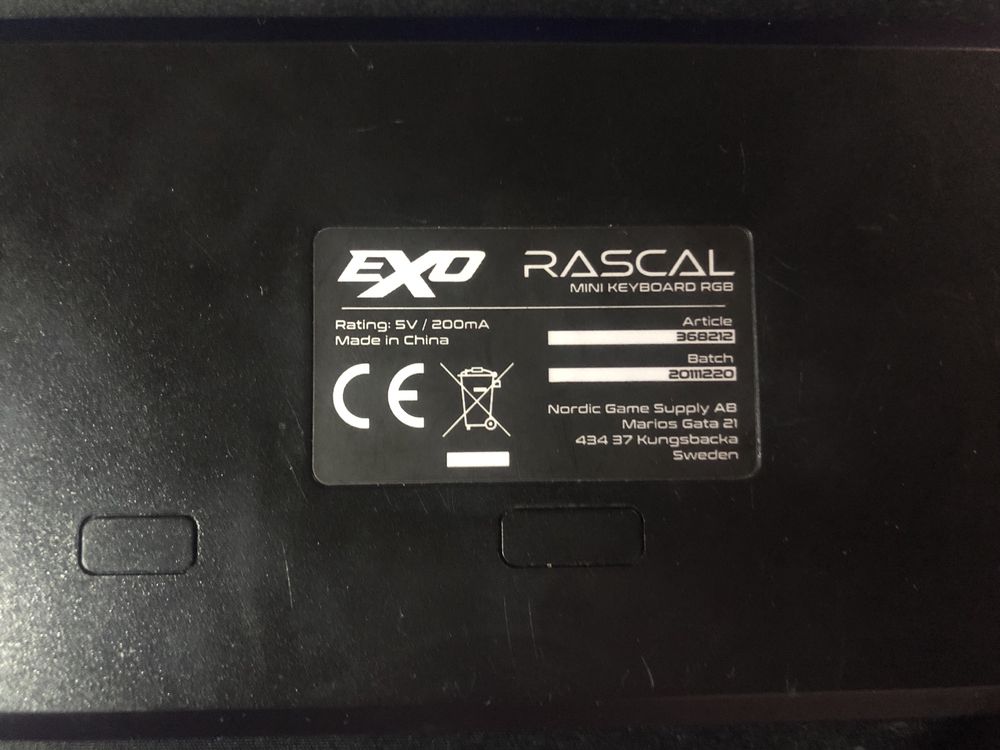 EXO
RASCAL
MINI KEYBOARD RGB
Rating: 5V / 200mA
Made in China
CE
Article
368212
Batch
20111220
Nordic Game Supply AB
Marios Gata 21
434 37 Kungsbacka
Sweden